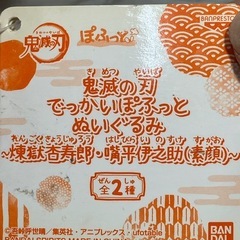 鬼滅の刃 ぽふっと BANPRESTO
きめつ やいば
鬼滅の刃
でっかいぽふっと
ぬいぐるみ
れんごくきょうじゅろう はしびらいのすけ すがお
~煉獄杏寿郎・嘴平伊之助(素顔)~
ぜん しゅ
全2種
©吾峠呼世晴/集英社・アニプレックス・ufotable
BANDAI